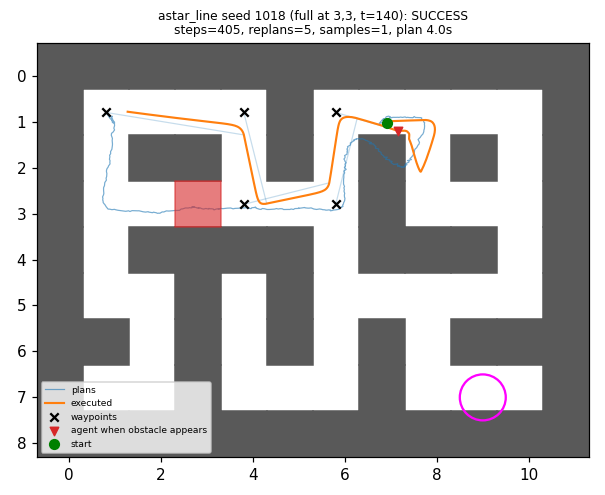 astar_line seed 1018 (full at 3,3, t=140): SUCCESS
steps=405, replans=5, samples=1, plan 4.0s
0
1
2
3
4
5
6
7
8
plans
executed
waypoints
agent when obstacle appears
start
0 2 4 6 8 10